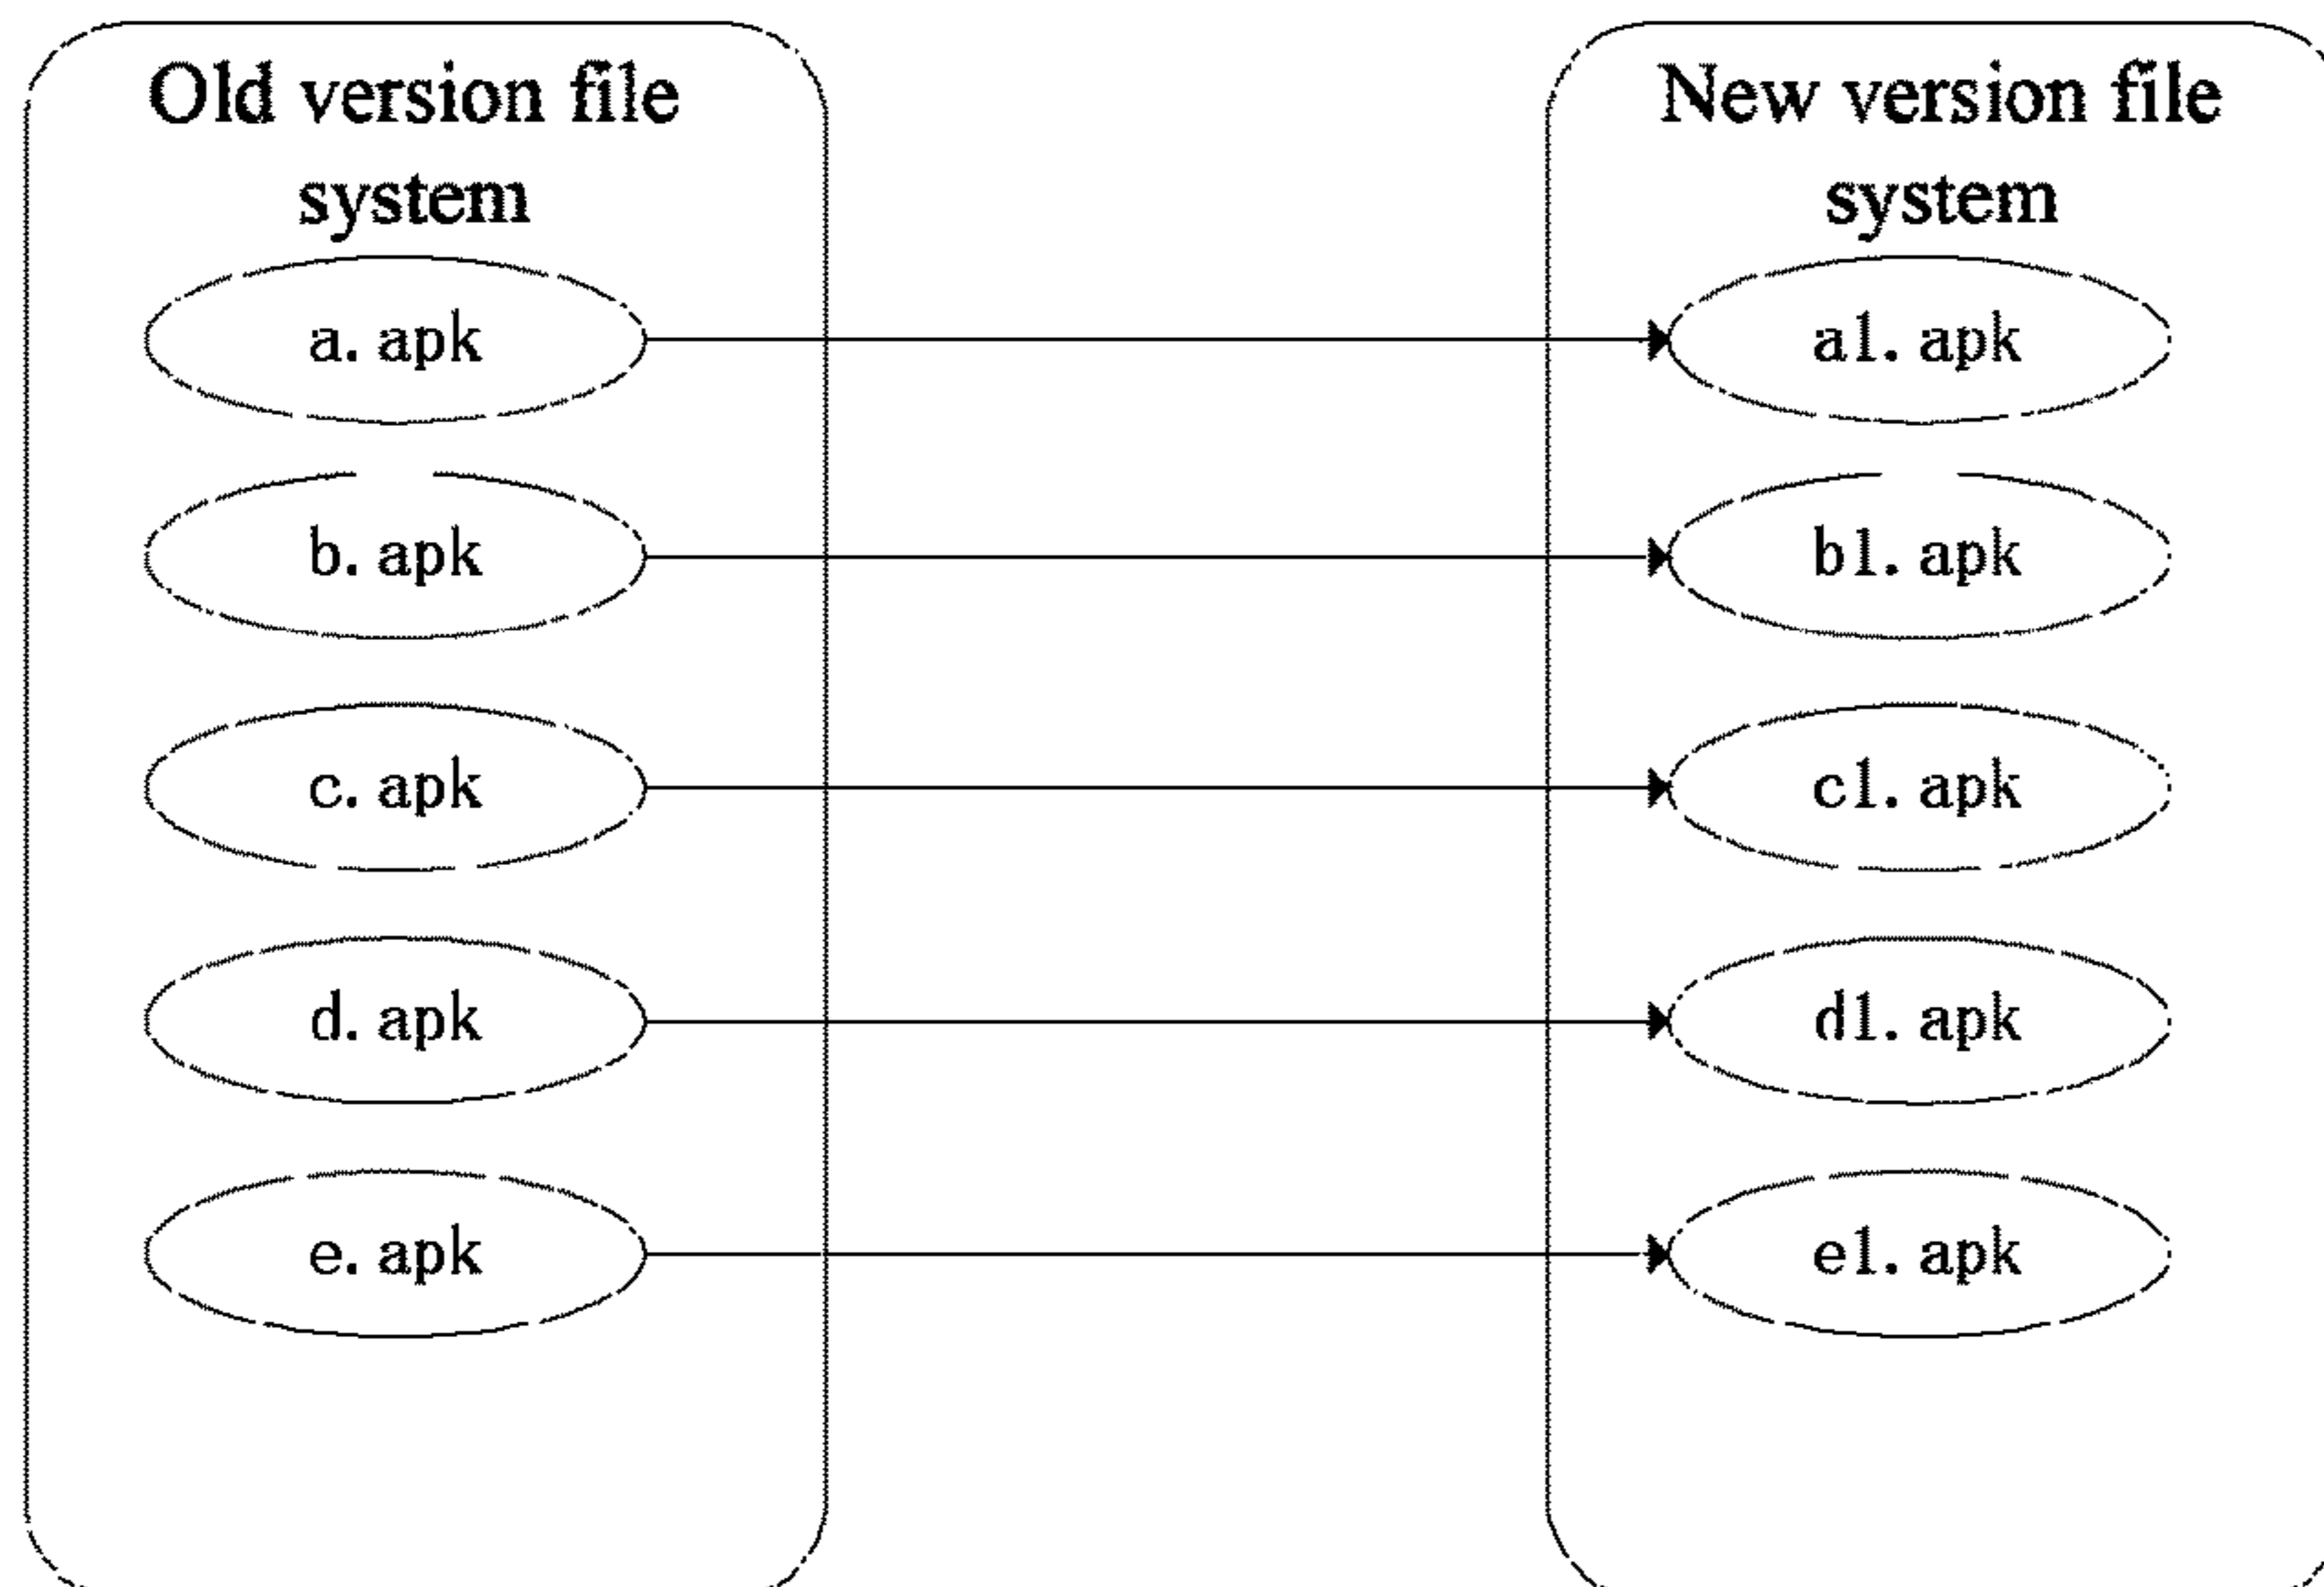 Old version file
system
a. apk
b. apk
c. apk
d. apk
e. apk
New version file
system
a1. apk
b1. apk
c1. apk
d1. apk
e1. apk